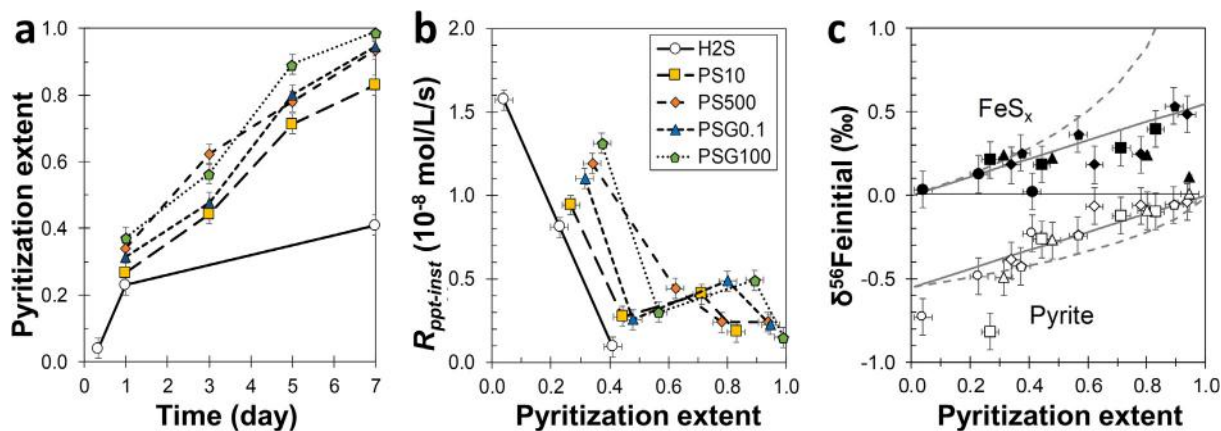 a
Pyritization extent
1.0
0.8
0.6
0.4
0.2
0.0
0 1 2 3 4 5 6 7
Time (day)
b
R_ppt-inst (10⁻⁸ mol/L/s)
2.0
1.5
1.0
0.5
0.0
H2S
PS10
PS500
PSG0.1
PSG100
0.0 0.2 0.4 0.6 0.8 1.0
Pyritization extent
c
δ⁵⁶Feinitial (‰)
1.0
0.5
0.0
-0.5
-1.0
FeSₓ
Pyrite
0.0 0.2 0.4 0.6 0.8 1.0
Pyritization extent